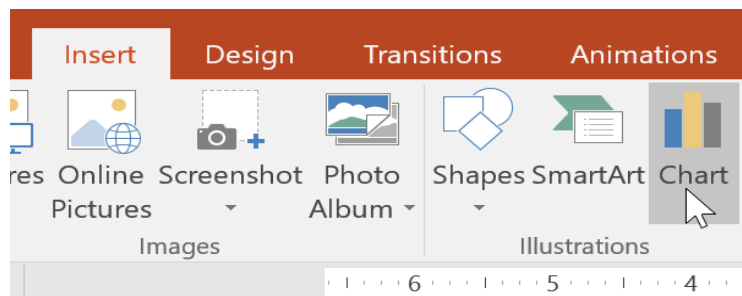 Insert Design Transitions Animations
res Online Screenshot Photo Shapes SmartArt Chart
Pictures Album
Images Illustrations
6 5 4